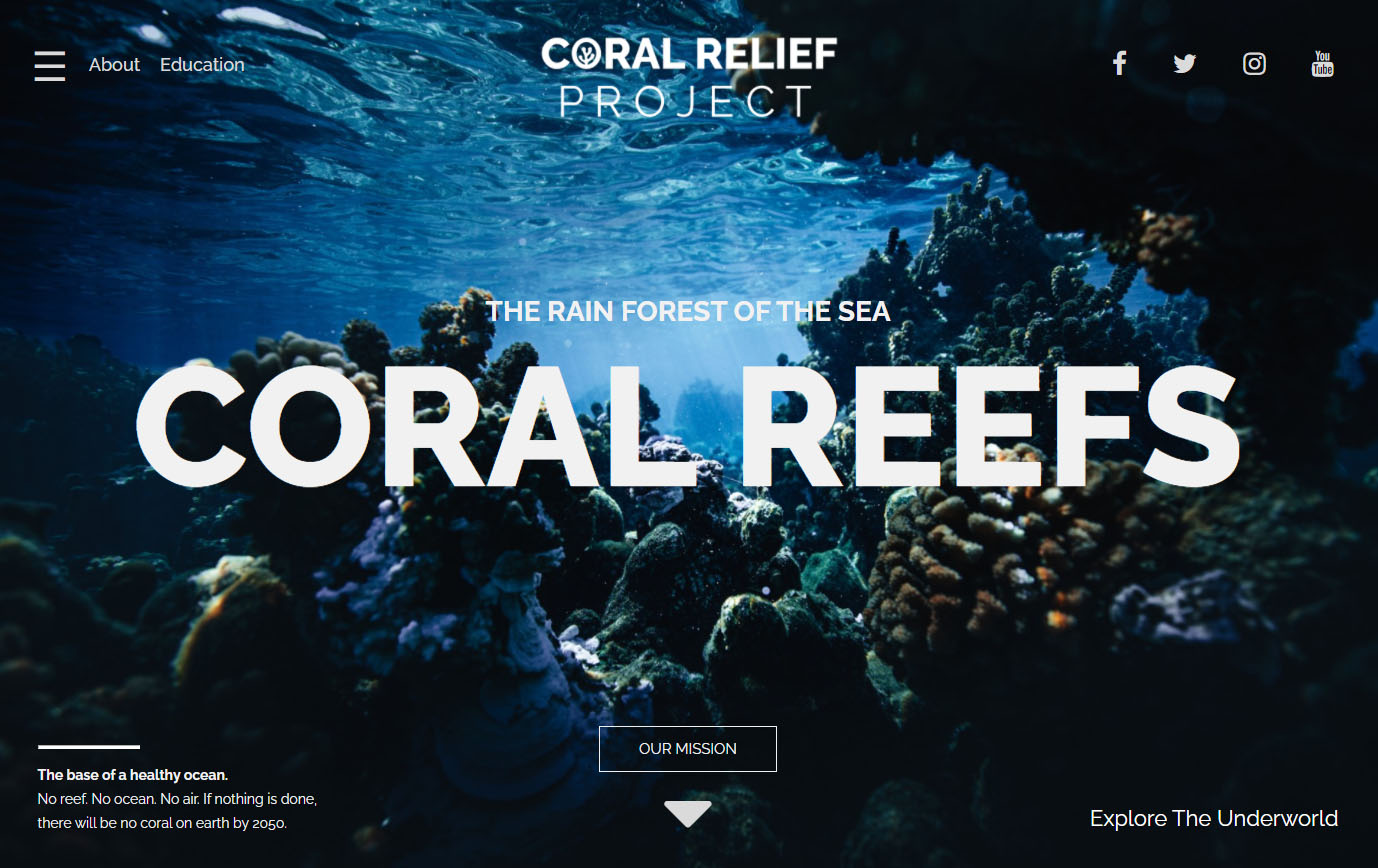 About Education
CORAL RELIEF
PROJECT
You
Tube
THE RAIN FOREST OF THE SEA
CORAL REEFS
OUR MISSION
The base of a healthy ocean.
No reef. No ocean. No air. If nothing is done,
there will be no coral on earth by 2050.
Explore The Underworld